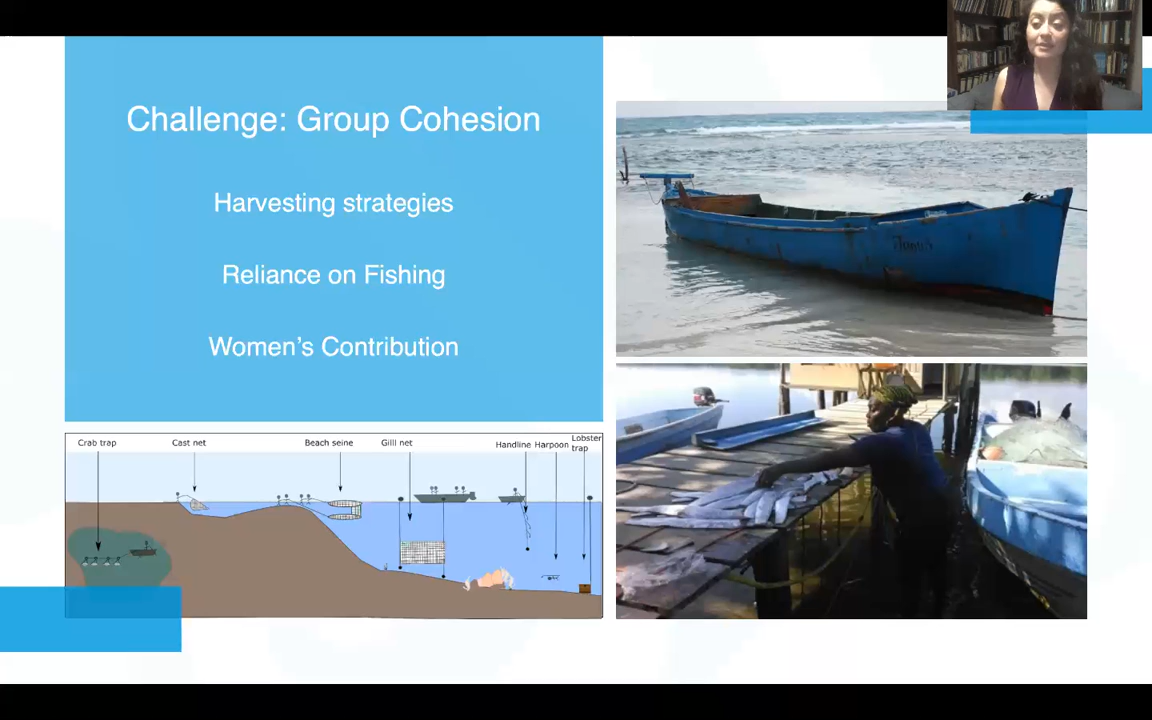 Challenge: Group Cohesion
Harvesting strategies
Reliance on Fishing
Women's Contribution
Crab trap
Cast net
Beach seine
Gilli net
Handline
Harpoon
Lobster
trap